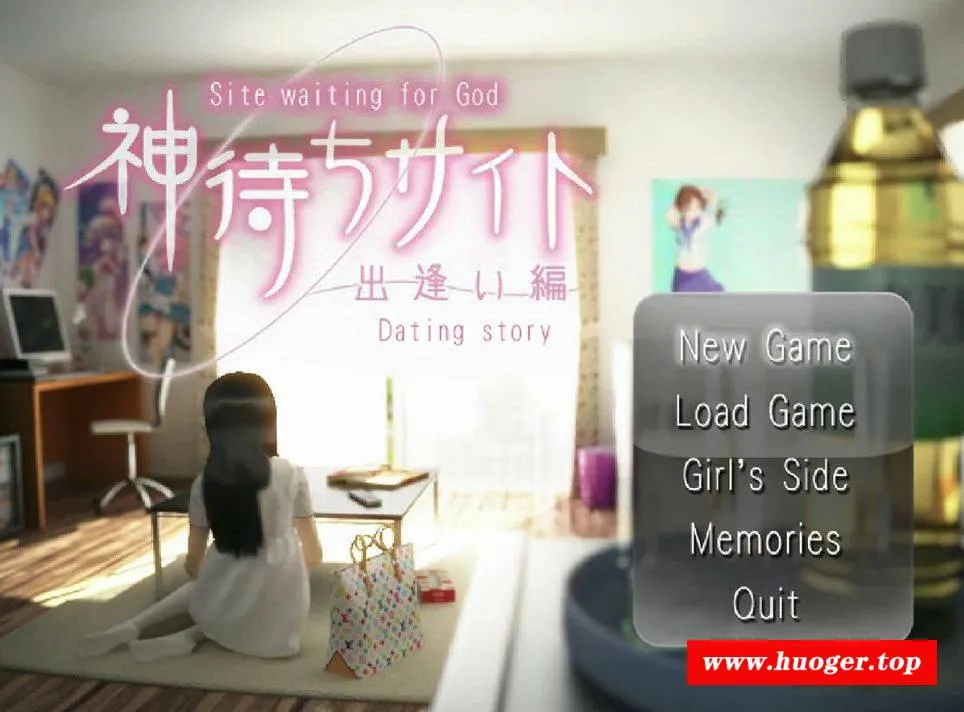 Site waiting for God
神待ちサイト
出逢い編
Dating story
New Game
Load Game
Girl's Side
Memories
Quit
www.huoger.top